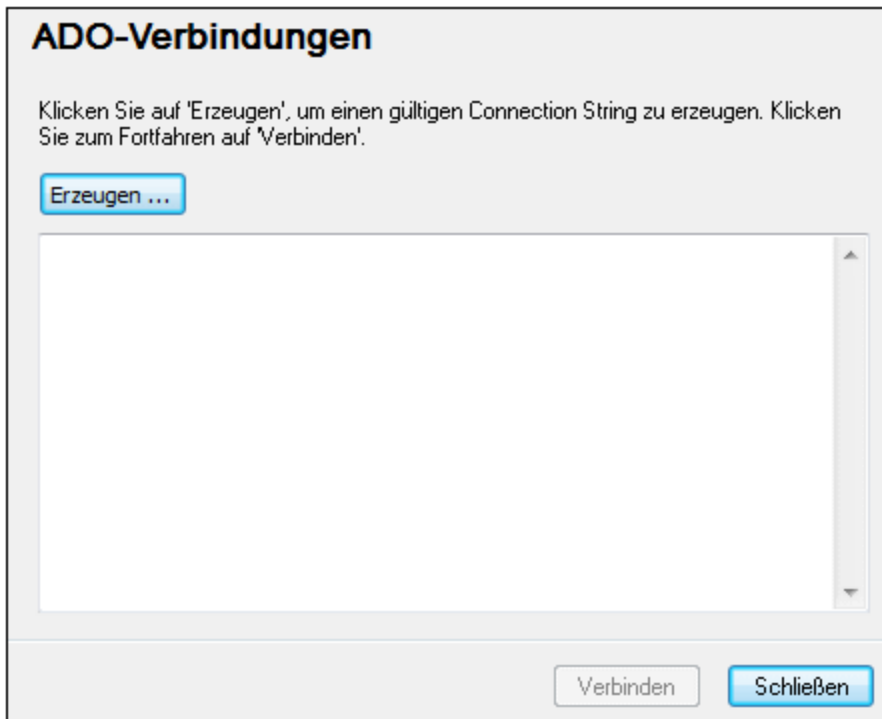 ADO-Verbindungen
Klicken Sie auf 'Erzeugen', um einen gültigen Connection String zu erzeugen. Klicken
Sie zum Fortfahren auf 'Verbinden'.
Erzeugen ...
Verbinden
Schließen